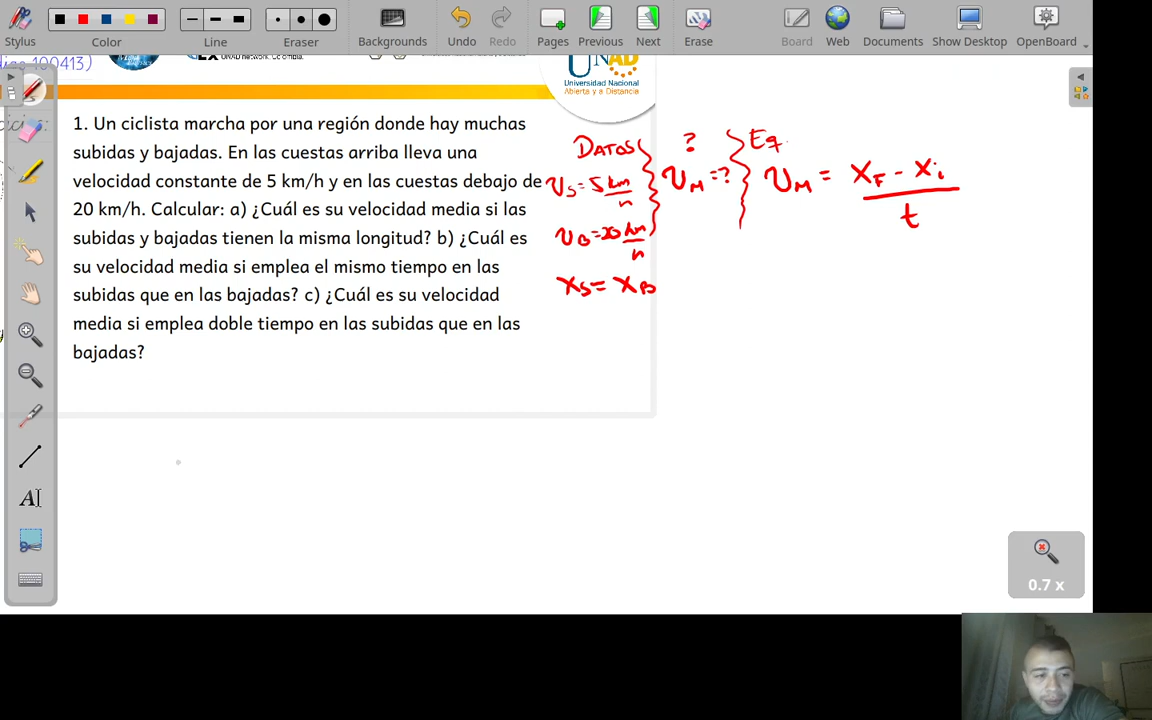 Stylus
Color
Line
Eraser
Backgrounds
Undo
Redo
Pages
Previous
Next
Erase
Board
Web
Documents
Show Desktop
OpenBoard
100413)
UNAD
Universidad Nacional
Abierta y a Distancia
1. Un ciclista marcha por una región donde hay muchas
subidas y bajadas. En las cuestas arriba lleva una
velocidad constante de 5 km/h y en las cuestas debajo de
20 km/h. Calcular: a) ¿Cuál es su velocidad media si las
subidas y bajadas tienen la misma longitud? b) ¿Cuál es
su velocidad media si emplea el mismo tiempo en las
subidas que en las bajadas? c) ¿Cuál es su velocidad
media si emplea doble tiempo en las subidas que en las
bajadas?
DATOS
VS = 5 km/h
VB = 20 km/h
XS = XB
?
VM = ?
Eq.
VM = XF - Xi / t
0.7 x